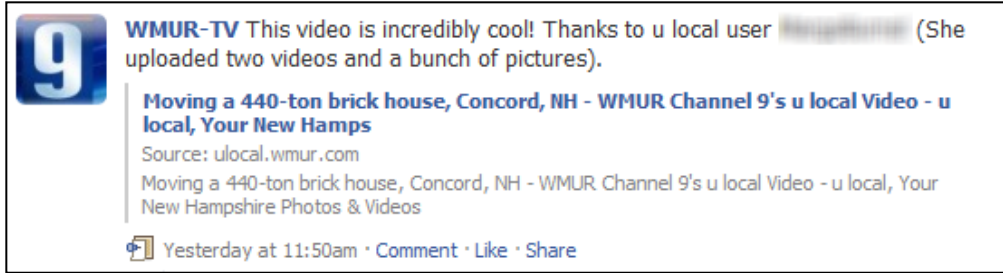 9
WMUR-TV This video is incredibly cool! Thanks to u local user (She
uploaded two videos and a bunch of pictures).
Moving a 440-ton brick house, Concord, NH - WMUR Channel 9's u local Video - u
local, Your New Hamps
Source: ulocal.wmur.com
Moving a 440-ton brick house, Concord, NH - WMUR Channel 9's u local Video - u local, Your
New Hampshire Photos & Videos
Yesterday at 11:50am · Comment · Like · Share